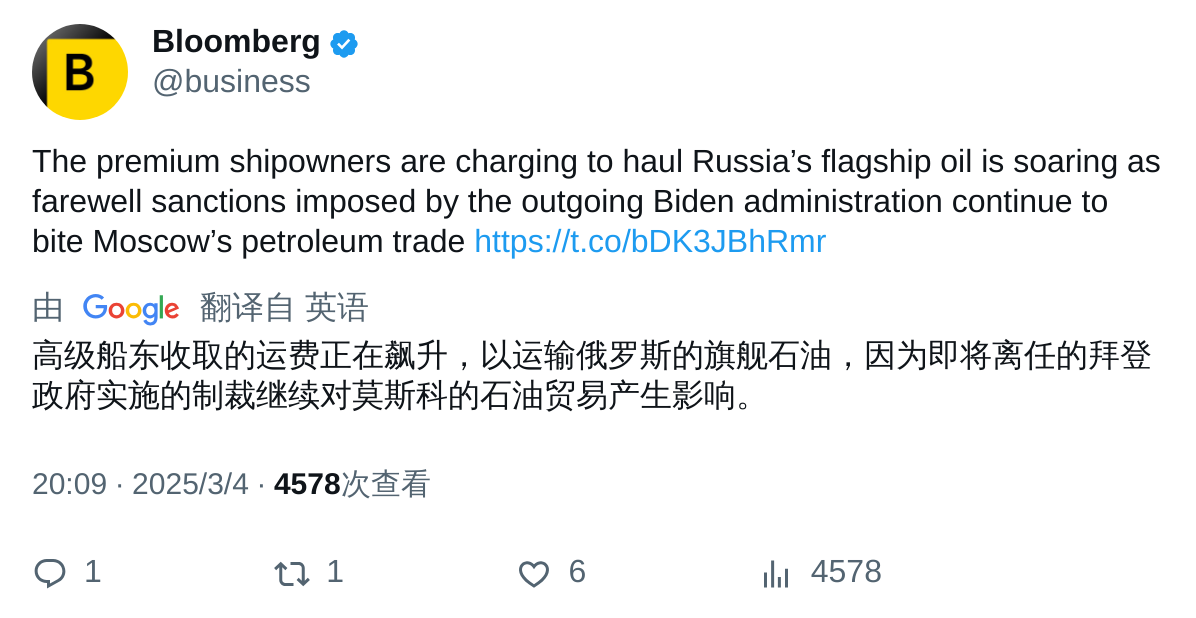 B
Bloomberg
@business
The premium shipowners are charging to haul Russia’s flagship oil is soaring as
farewell sanctions imposed by the outgoing Biden administration continue to
bite Moscow’s petroleum trade https://t.co/bDK3JBhRmr
由 Google 翻译自 英语
高级船东收取的运费正在飙升，以运输俄罗斯的旗舰石油，因为即将离任的拜登
政府实施的制裁继续对莫斯科的石油贸易产生影响。
20:09 · 2025/3/4 · 4578次查看
1 1 6 4578